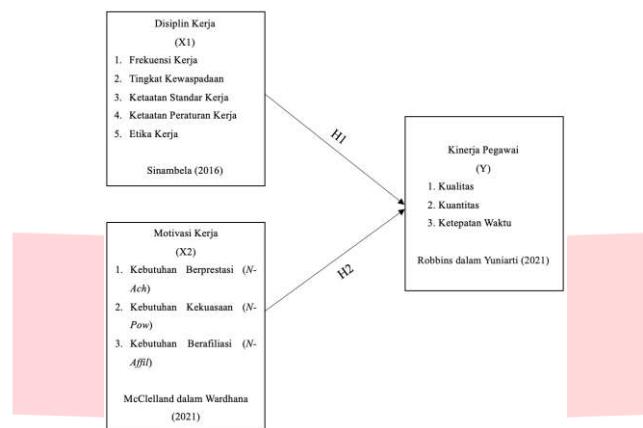 Disiplin Kerja
(X1)
1. Frekuensi Kerja
2. Tingkat Kewaspadaan
3. Ketaatan Standar Kerja
4. Ketaatan Peraturan Kerja
5. Etika Kerja
Sinambela (2016)
H1
Kinerja Pegawai
(Y)
1. Kualitas
2. Kuantitas
3. Ketepatan Waktu
Robbins dalam Yuniarti (2021)
Motivasi Kerja
(X2)
1. Kebutuhan Berprestasi (N-
Ach)
2. Kebutuhan Kekuasaan (N-
Pow)
3. Kebutuhan Berafiliasi (N-
Affil)
McClelland dalam Wardhana
(2021)
H2